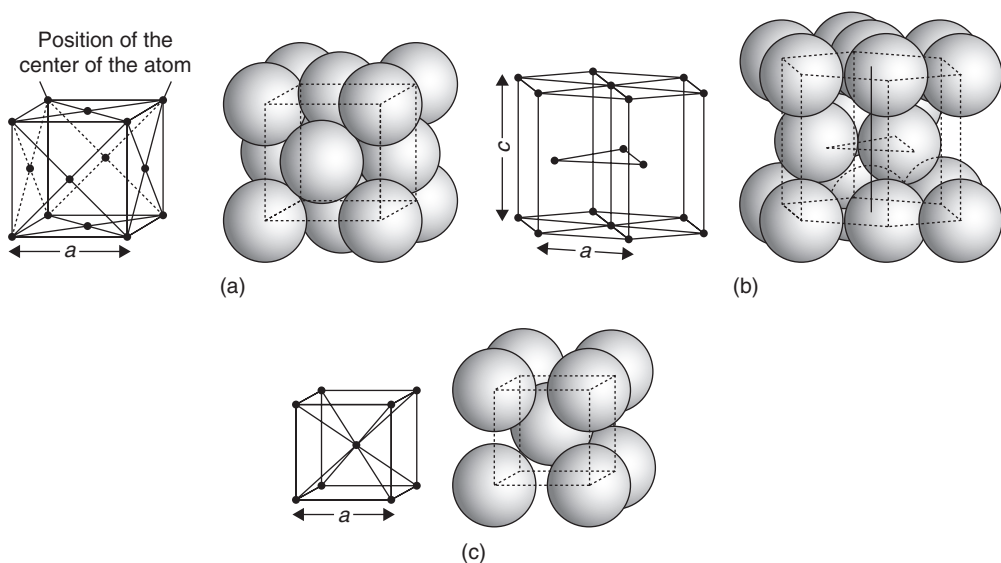 Position of the
center of the atom
a
(a)
c
a
(b)
a
(c)